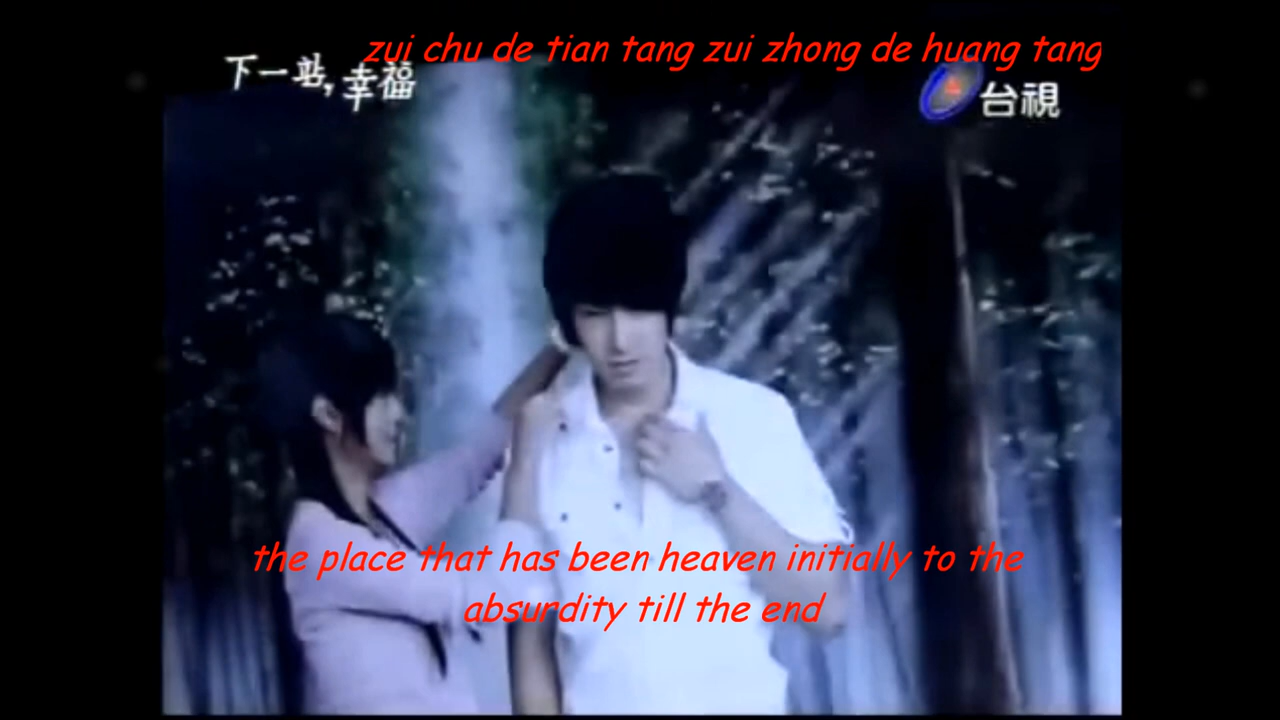 zui chu de tian tang zui zhong de huang tang
下一站,幸福
台視
the place that has been heaven initially to the
absurdity till the end